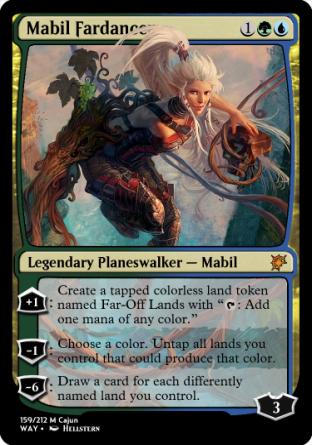 Mabil Fardancer 1
Legendary Planeswalker — Mabil
+1: Create a tapped colorless land token
named Far-Off Lands with “: Add
one mana of any color.”
-1: Choose a color. Untap all lands you
control that could produce that color.
-6: Draw a card for each differently
named land you control.
3
159/212 M Cajun
WAY • Hellstern